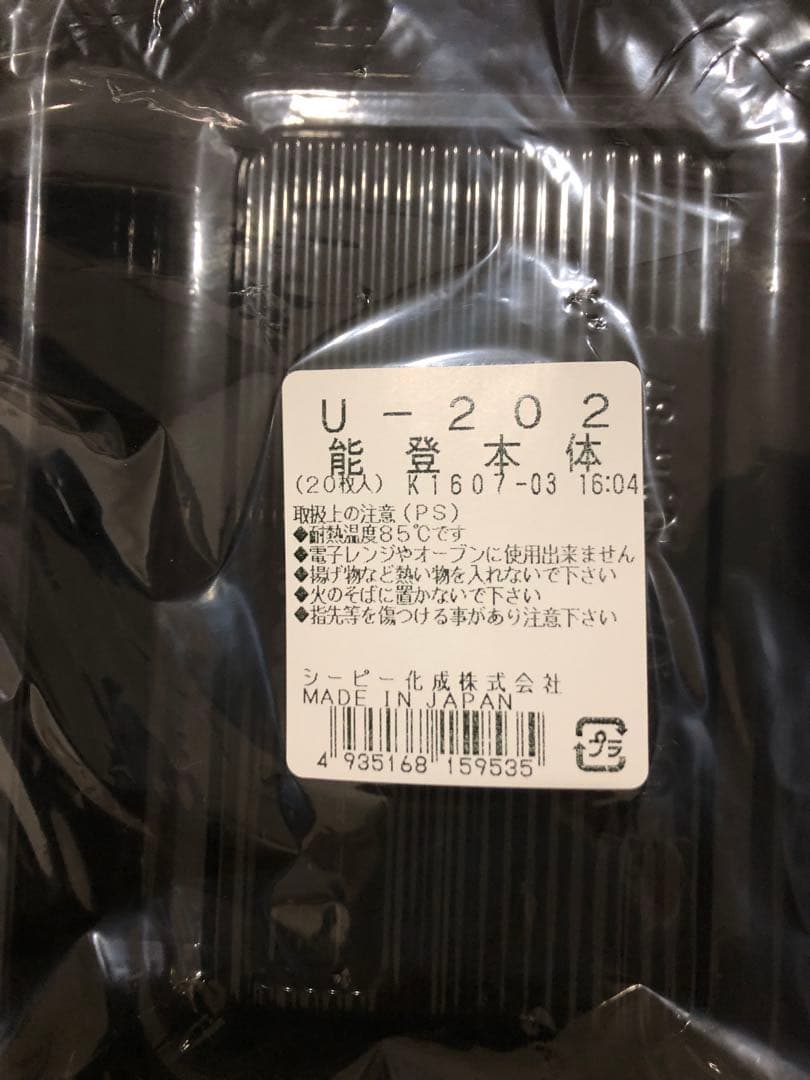 U－202
能登本体
(20枚入) K1607-03 16:04
取扱上の注意(PS)
◆耐熱温度85℃です
◆電子レンジやオーブンに使用出来ません
◆揚げ物など熱い物を入れないで下さい
◆火のそばに置かないで下さい
◆指先等を傷つける事があり注意下さい
シーピー化成株式会社
MADE IN JAPAN
4 935168 159535
プラ